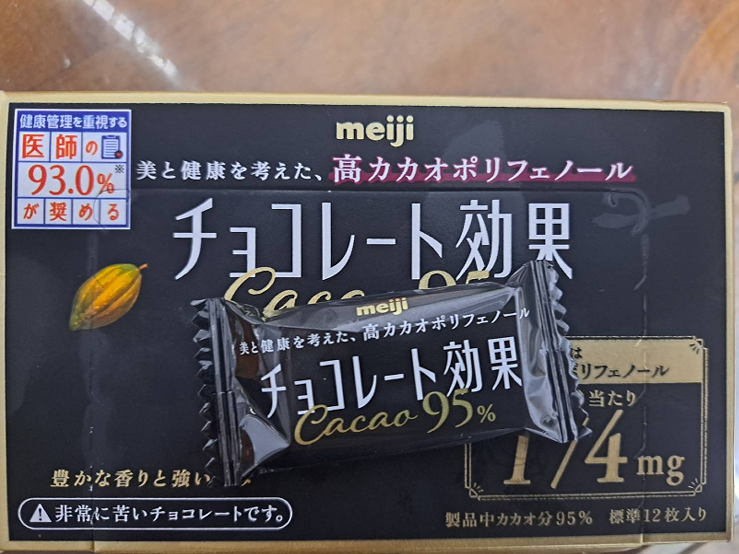 健康管理を重視する
医師の
93.0%※
が奨める
meiji
美と健康を考えた、高カカオポリフェノール
チョコレート効果
Cacao 95
meiji
美と健康を考えた、高カカオポリフェノール
チョコレート効果
Cacao 95%
は
リフェノール
当たり
174mg
豊かな香りと強い
非常に苦いチョコレートです。
製品中カカオ分95% 標準12枚入り